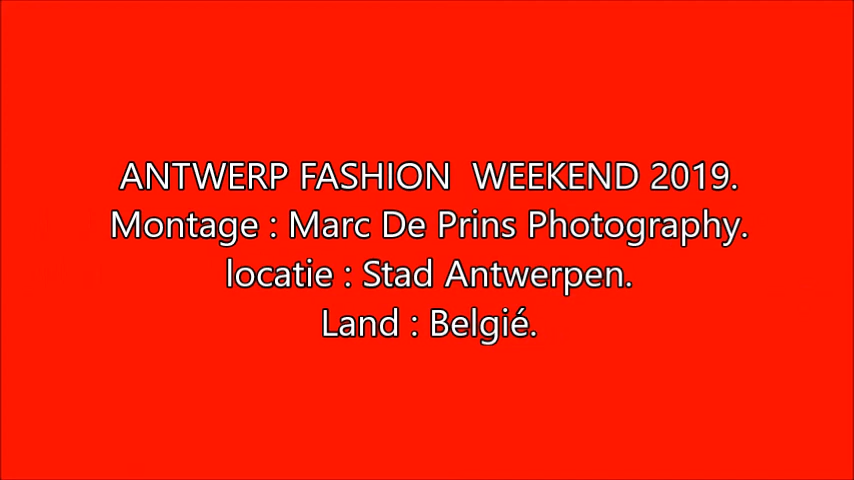 ANTWERP FASHION  WEEKEND 2019.
Montage : Marc De Prins Photography.
locatie : Stad Antwerpen.
Land : Belgié.